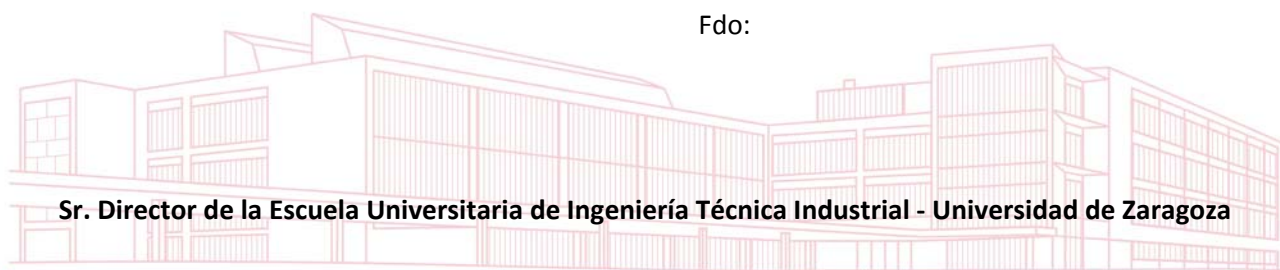 Fdo:
Sr. Director de la Escuela Universitaria de Ingeniería Técnica Industrial - Universidad de Zaragoza